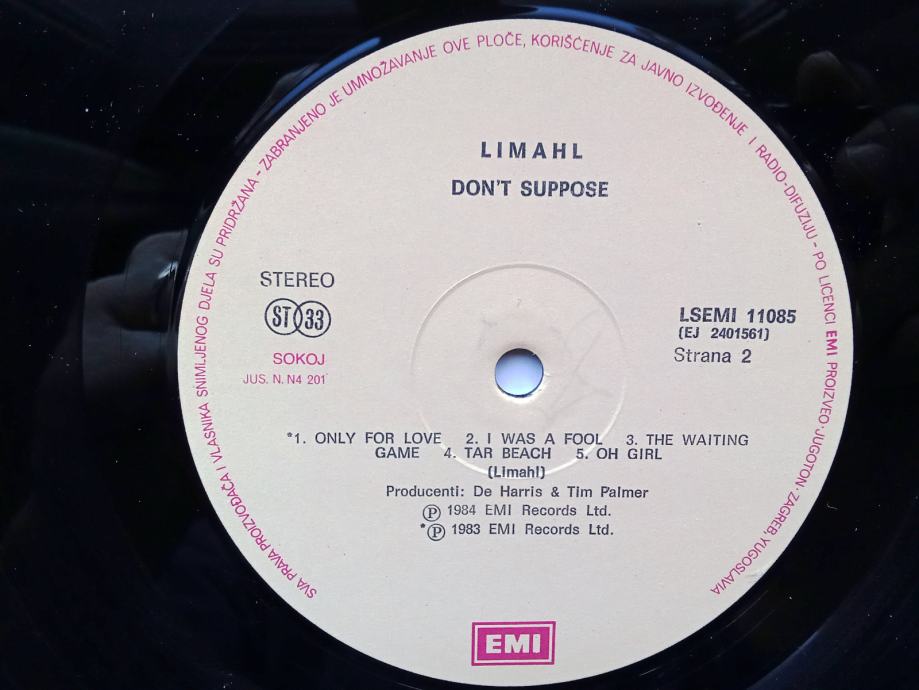 SVA PRAVA PROIZVOĐAČA I VLASNIKA SNIMLJENOG DJELA SU PRIDRŽANA - ZABRANJENO JE UMNOŽAVANJE OVE PLOČE, KORIŠĆENJE ZA JAVNO IZVOĐENJE I RADIO-DIFUZIJU - PO LICENCI EMI PROIZVEO-JUGOTON-ZAGREB, YUGOSLAVIA
LIMAHL
DON'T SUPPOSE
STEREO
ST 33
SOKOJ
JUS. N. N4 201
LSEMI 11085
(EJ 2401561)
Strana 2
*1. ONLY FOR LOVE 2. I WAS A FOOL 3. THE WAITING
GAME 4. TAR BEACH 5. OH GIRL
(Limahl)
Producenti: De Harris & Tim Palmer
Ⓟ 1984 EMI Records Ltd.
*Ⓟ 1983 EMI Records Ltd.
EMI